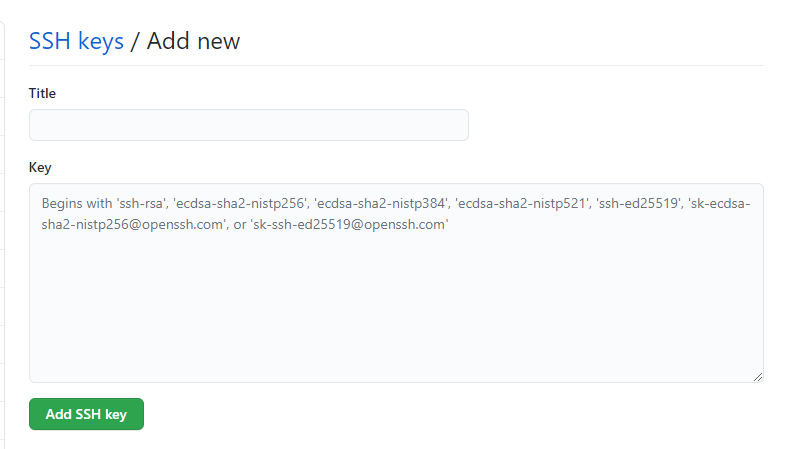 SSH keys / Add new
Title
Key
Begins with 'ssh-rsa', 'ecdsa-sha2-nistp256', 'ecdsa-sha2-nistp384', 'ecdsa-sha2-nistp521', 'ssh-ed25519', 'sk-ecdsa-
sha2-nistp256@openssh.com', or 'sk-ssh-ed25519@openssh.com'
Add SSH key